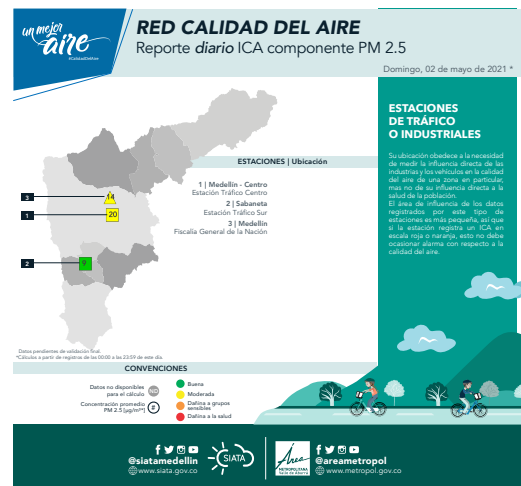 un mejor
aire
#CalidadDelAire
RED CALIDAD DEL AIRE
Reporte diario ICA componente PM 2.5
Domingo, 02 de mayo de 2021 *
ESTACIONES
DE TRÁFICO
O INDUSTRIALES
Su ubicación obedece a la necesidad
de medir la influencia directa de las
industrias y los vehículos en la calidad
del aire de una zona en particular,
mas no de su influencia directa a la
salud de la población.
El área de influencia de los datos
registrados por este tipo de
estaciones es más pequeña, así que
si la estación registra un ICA en
escala roja o naranja, esto no debe
ocasionar alarma con respecto a la
calidad del aire.
ESTACIONES | Ubicación
1 | Medellín - Centro
Estación Tráfico Centro
2 | Sabaneta
Estación Tráfico Sur
3 | Medellín
Fiscalía General de la Nación
3
14
1
20
2
9
Datos pendientes de validación final.
*Cálculos a partir de registros de las 00:00 a las 23:59 de este día.
CONVENCIONES
Datos no disponibles
para el cálculo
Concentración promedio
PM 2.5 [µg/m³*]
#
Buena
Moderada
Dañina a grupos
sensibles
Dañina a la salud
@siatamedellin
www.siata.gov.co
SIATA
Área
METROPOLITANA
Valle de Aburrá
@areametropol
www.metropol.gov.co